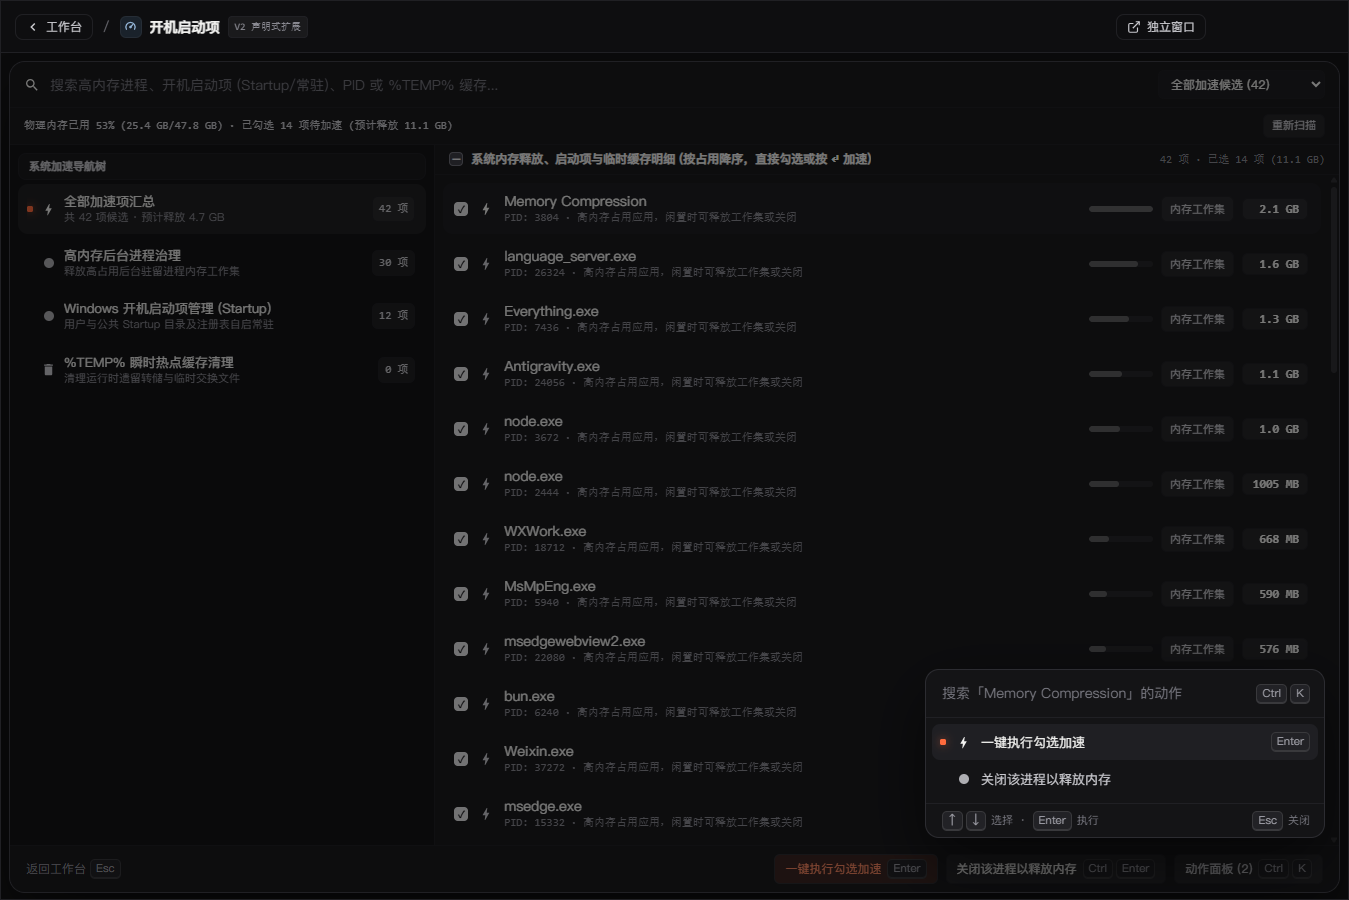 工作台 / 开机启动项 V2 声明式扩展
独立窗口
搜索高内存进程、开机启动项 (Startup/常驻)、PID 或 %TEMP% 缓存...
全部加速候选 (42)
物理内存已用 53% (25.4 GB/47.8 GB) · 已勾选 14 项待加速 (预计释放 11.1 GB)
重新扫描
系统加速导航树
全部加速项汇总
共 42 项候选 · 预计释放 4.7 GB
42 项
高内存后台进程治理
释放高占用后台驻留进程内存工作集
30 项
Windows 开机启动项管理 (Startup)
用户与公共 Startup 目录及注册表自启常驻
12 项
%TEMP% 瞬时热点缓存清理
清理运行时遗留转储与临时交换文件
0 项
系统内存释放、启动项与临时缓存明细 (按占用降序，直接勾选或按 ⏎ 加速)
42 项 · 已选 14 项 (11.1 GB)
Memory Compression
PID: 3804 · 高内存占用应用，闲置时可释放工作集或关闭
内存工作集 2.1 GB
language_server.exe
PID: 26324 · 高内存占用应用，闲置时可释放工作集或关闭
内存工作集 1.6 GB
Everything.exe
PID: 7436 · 高内存占用应用，闲置时可释放工作集或关闭
内存工作集 1.3 GB
Antigravity.exe
PID: 24056 · 高内存占用应用，闲置时可释放工作集或关闭
内存工作集 1.1 GB
node.exe
PID: 3672 · 高内存占用应用，闲置时可释放工作集或关闭
内存工作集 1.0 GB
node.exe
PID: 2444 · 高内存占用应用，闲置时可释放工作集或关闭
内存工作集 1005 MB
WXWork.exe
PID: 18712 · 高内存占用应用，闲置时可释放工作集或关闭
内存工作集 668 MB
MsMpEng.exe
PID: 5940 · 高内存占用应用，闲置时可释放工作集或关闭
内存工作集 590 MB
msedgewebview2.exe
PID: 22080 · 高内存占用应用，闲置时可释放工作集或关闭
内存工作集 576 MB
bun.exe
PID: 6240 · 高内存占用应用，闲置时可释放工作集或关闭
Weixin.exe
PID: 37272 · 高内存占用应用，闲置时可释放工作集或关闭
msedge.exe
PID: 15332 · 高内存占用应用，闲置时可释放工作集或关闭
搜索「Memory Compression」的动作 Ctrl K
一键执行勾选加速 Enter
关闭该进程以释放内存
↑ ↓ 选择 · Enter 执行 Esc 关闭
返回工作台 Esc
一键执行勾选加速 Enter
关闭该进程以释放内存 Ctrl Enter
动作面板 (2) Ctrl K